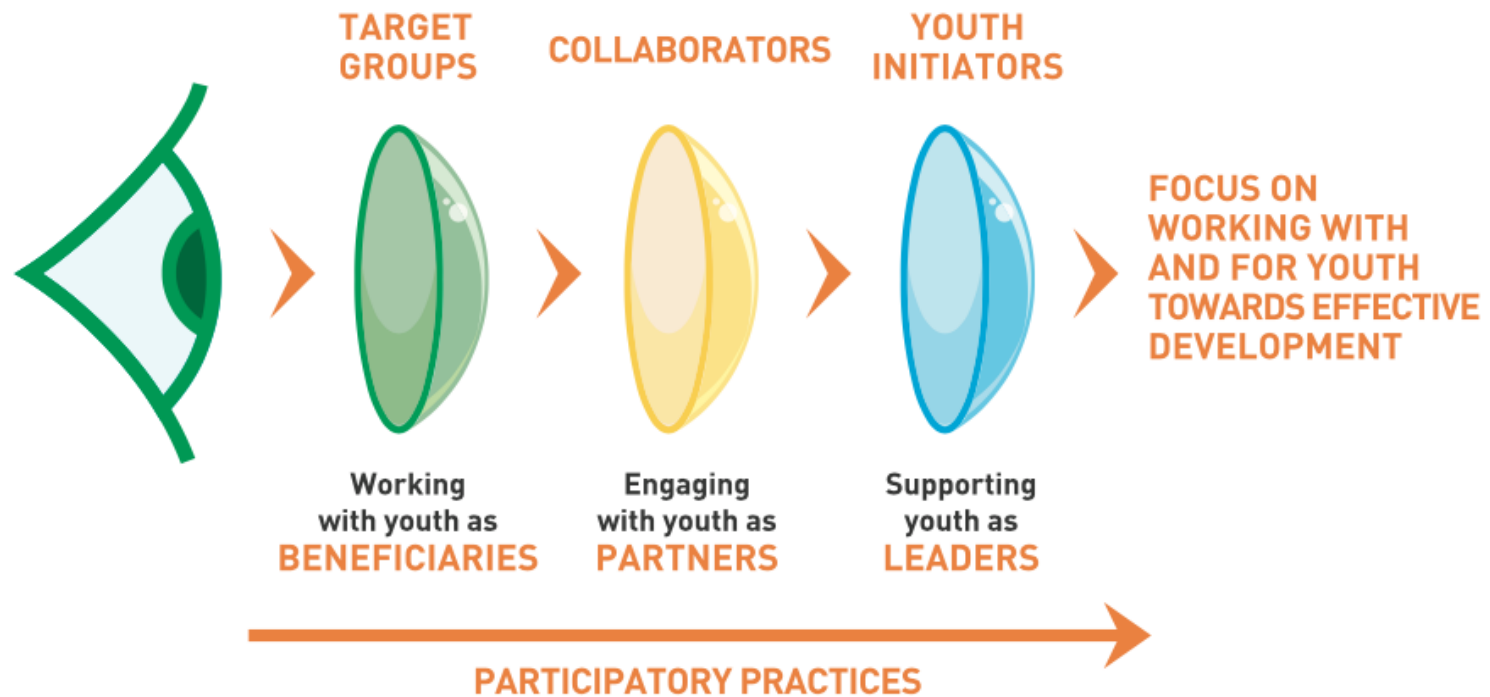 TARGET
GROUPS
COLLABORATORS
YOUTH
INITIATORS
FOCUS ON
WORKING WITH
AND FOR YOUTH
TOWARDS EFFECTIVE
DEVELOPMENT
Working
with youth as
BENEFICIARIES
Engaging
with youth as
PARTNERS
Supporting
youth as
LEADERS
PARTICIPATORY PRACTICES